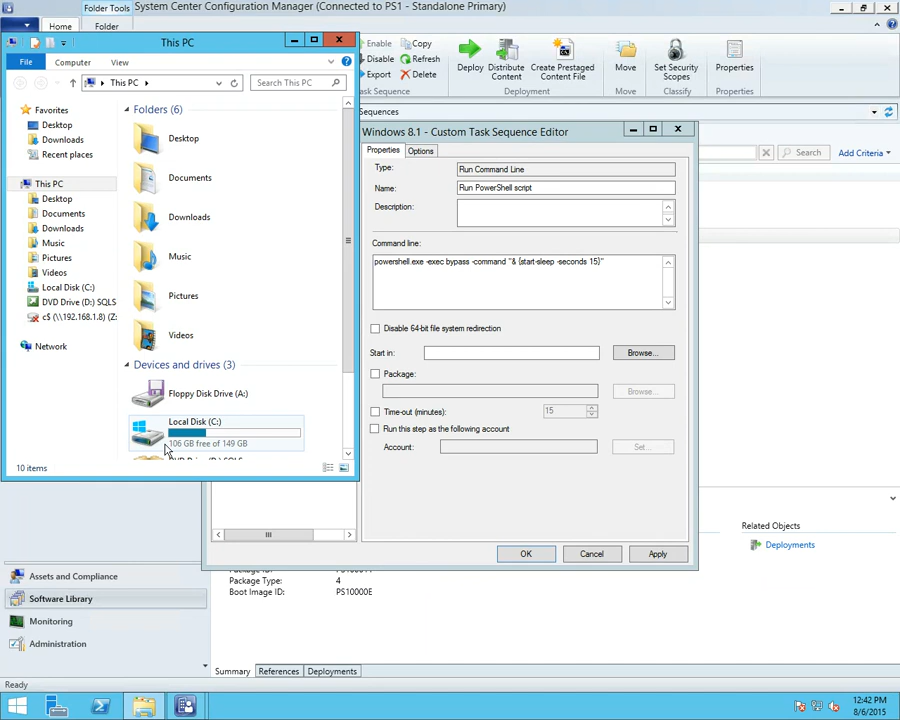 Folder Tools
System Center Configuration Manager (Connected to PS1 - Standalone Primary)
Home
Folder
This PC
File
Computer
View
This PC
Search This PC
Favorites
Desktop
Downloads
Recent places
This PC
Desktop
Documents
Downloads
Music
Pictures
Videos
Local Disk (C:)
DVD Drive (D:) SQLS
c$ (\\192.168.1.8) (Z:
Network
Folders (6)
Desktop
Documents
Downloads
Music
Pictures
Videos
Devices and drives (3)
Floppy Disk Drive (A:)
Local Disk (C:)
106 GB free of 149 GB
10 items
Enable
Disable
Export
Copy
Refresh
Delete
Deploy
Distribute
Content
Create Prestaged
Content File
Move
Set Security
Scopes
Properties
Deployment
Move
Classify
Properties
Search
Add Criteria
Windows 8.1 - Custom Task Sequence Editor
Properties
Options
Type:
Run Command Line
Name:
Run PowerShell script
Description:
Command line:
powershell.exe -exec bypass -command "& {start-sleep -seconds 15}"
Disable 64-bit file system redirection
Start in:
Browse...
Package:
Browse...
Time-out (minutes):
15
Run this step as the following account
Account:
Set...
OK
Cancel
Apply
Related Objects
Deployments
Package Type:
4
Boot Image ID:
PS10000E
Assets and Compliance
Software Library
Monitoring
Administration
Summary
References
Deployments
Ready
12:42 PM
8/6/2015